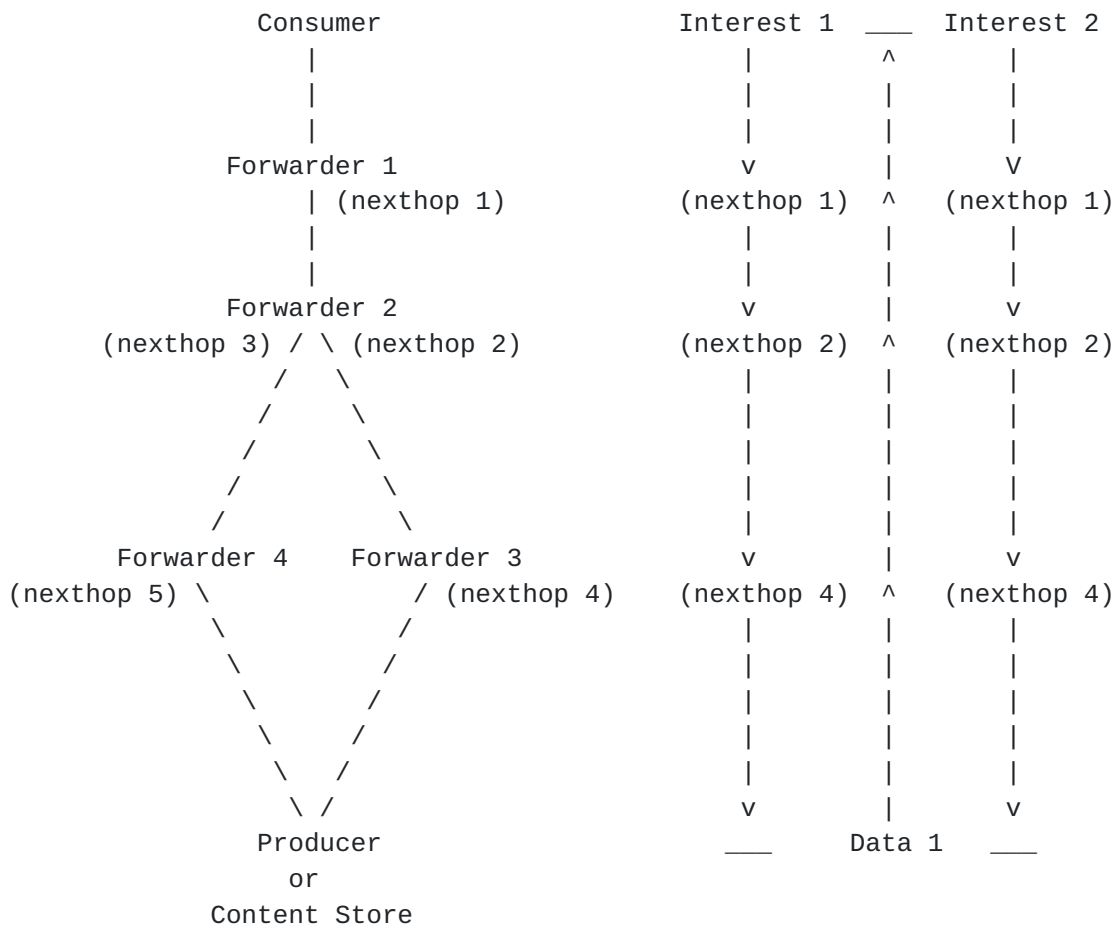 Consumer Interest 1 ___ Interest 2
| | ^ |
| | | |
| | | |
Forwarder 1 v | V
| (nexthop 1) (nexthop 1) ^ (nexthop 1)
| | | |
| | | |
Forwarder 2 v | v
(nexthop 3) / \ (nexthop 2) (nexthop 2) ^ (nexthop 2)
/ \ | | |
/ \ | | |
/ \ | | |
/ \ | | |
/ \ | | |
Forwarder 4 Forwarder 3 v | v
(nexthop 5) \ / (nexthop 4) (nexthop 4) ^ (nexthop 4)
\ / | | |
\ / | | |
\ / | | |
\ / | | |
\ / | | |
\ / v | v
Producer ___ Data 1 ___
or
Content Store